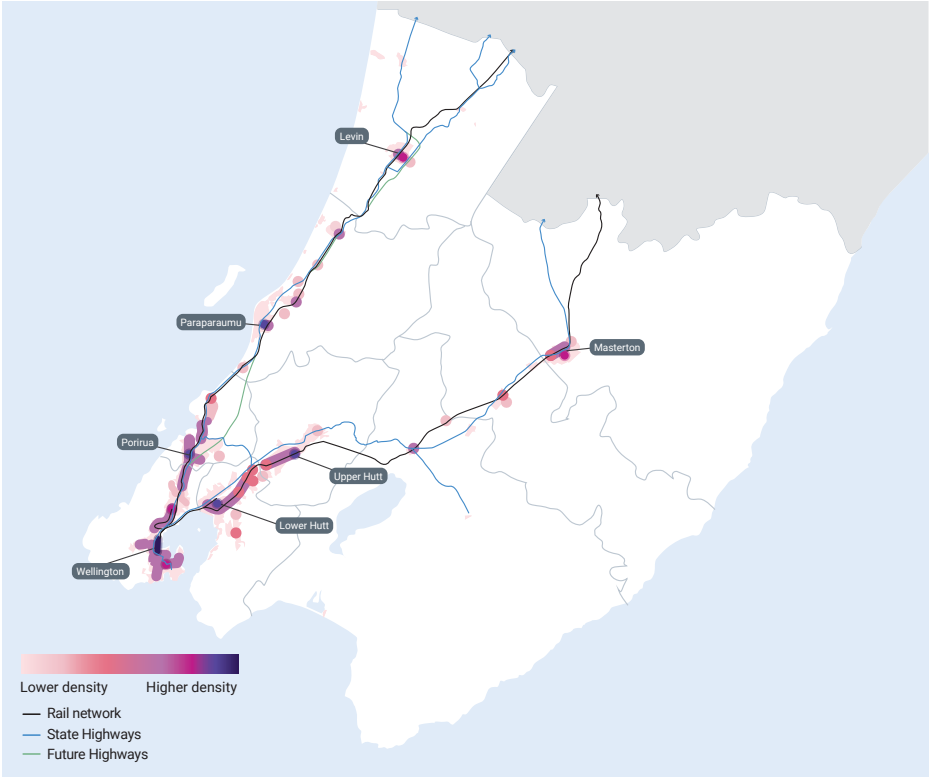 Levin
Paraparaumu
Masterton
Porirua
Upper Hutt
Lower Hutt
Wellington
Lower density Higher density
Rail network
State Highways
Future Highways